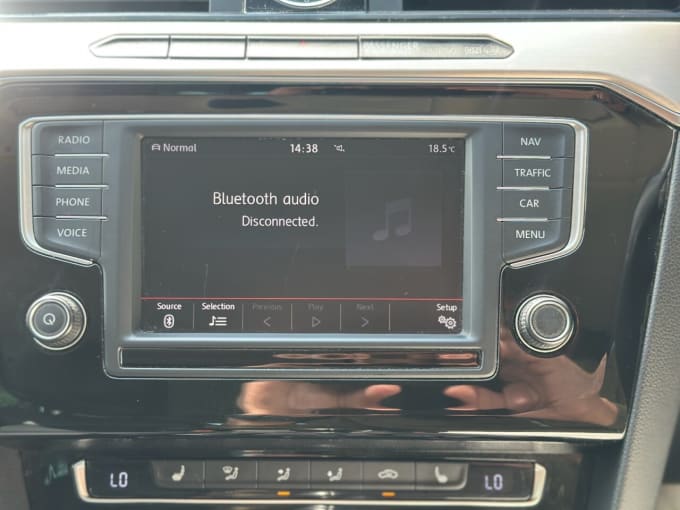 PASSENGER
RADIO
MEDIA
PHONE
VOICE
NAV
TRAFFIC
CAR
MENU
Normal 14:38 18.5°C
Bluetooth audio
Disconnected.
Source Selection Previous Play Next Setup
LO LO